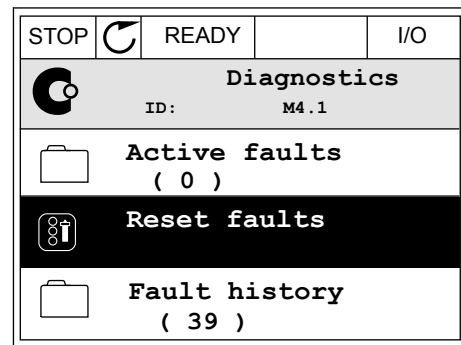 STOP READY I/O
Diagnostics
ID: M4.1
Active faults
( 0 )
Reset faults
Fault history
( 39 )